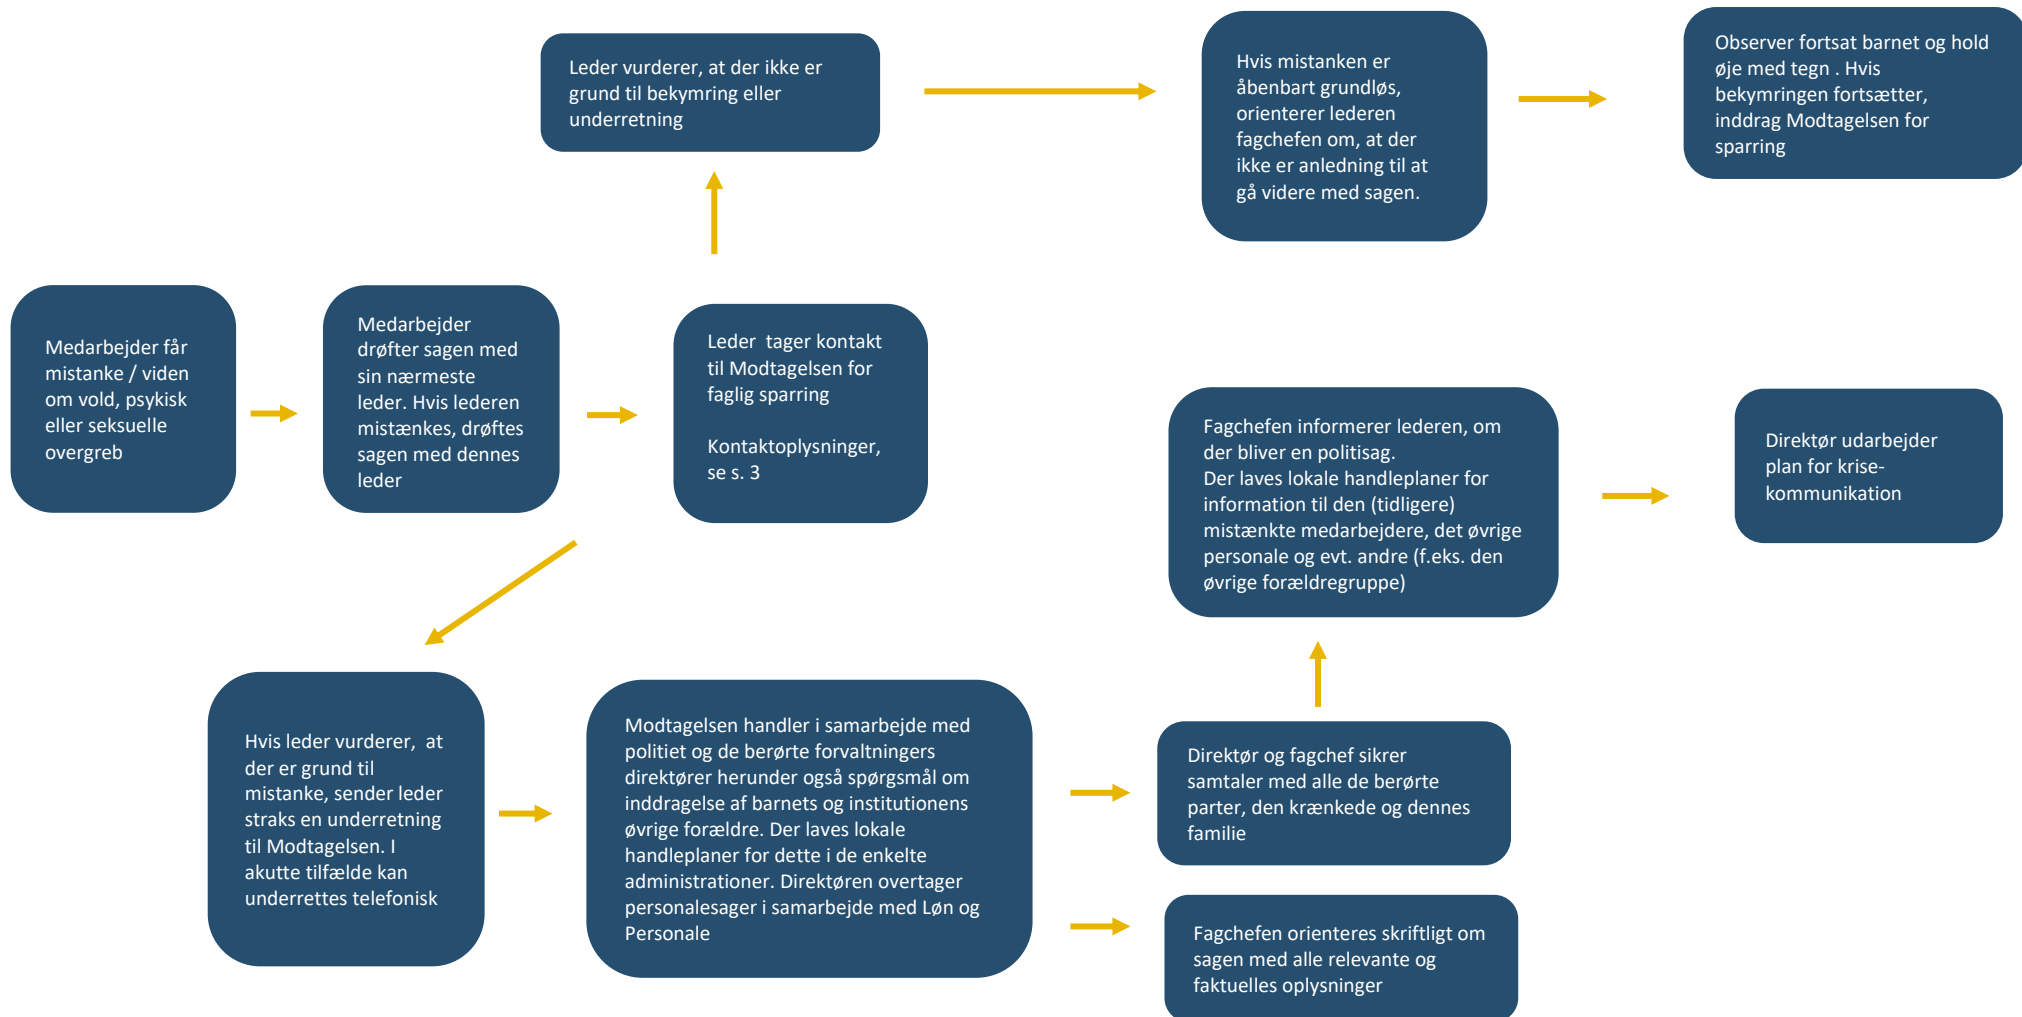 Leder vurderer, at der ikke er
grund til bekymring eller
underretning
Hvis mistanken er
åbenbart grundløs,
orienterer lederen
fagchefen om, at der
ikke er anledning til at
gå videre med sagen.
Observer fortsat barnet og hold
øje med tegn . Hvis
bekymringen fortsætter,
inddrag Modtagelsen for
sparring
Medarbejder får
mistanke / viden
om vold, psykisk
eller seksuelle
overgreb
Medarbejder
drøfter sagen med
sin nærmeste
leder. Hvis lederen
mistænkes, drøftes
sagen med dennes
leder
Leder  tager kontakt
til Modtagelsen for
faglig sparring
Kontaktoplysninger,
se s. 3
Fagchefen informerer lederen, om
der bliver en politisag.
Der laves lokale handleplaner for
information til den (tidligere)
mistænkte medarbejdere, det øvrige
personale og evt. andre (f.eks. den
øvrige forældregruppe)
Direktør udarbejder
plan for krise-
kommunikation
Hvis leder vurderer,  at
der er grund til
mistanke, sender leder
straks en underretning
til Modtagelsen. I
akutte tilfælde kan
underrettes telefonisk
Modtagelsen handler i samarbejde med
politiet og de berørte forvaltningers
direktører herunder også spørgsmål om
inddragelse af barnets og institutionens
øvrige forældre. Der laves lokale
handleplaner for dette i de enkelte
administrationer. Direktøren overtager
personalesager i samarbejde med Løn og
Personale
Direktør og fagchef sikrer
samtaler med alle de berørte
parter, den krænkede og dennes
familie
Fagchefen orienteres skriftligt om
sagen med alle relevante og
faktuelles oplysninger